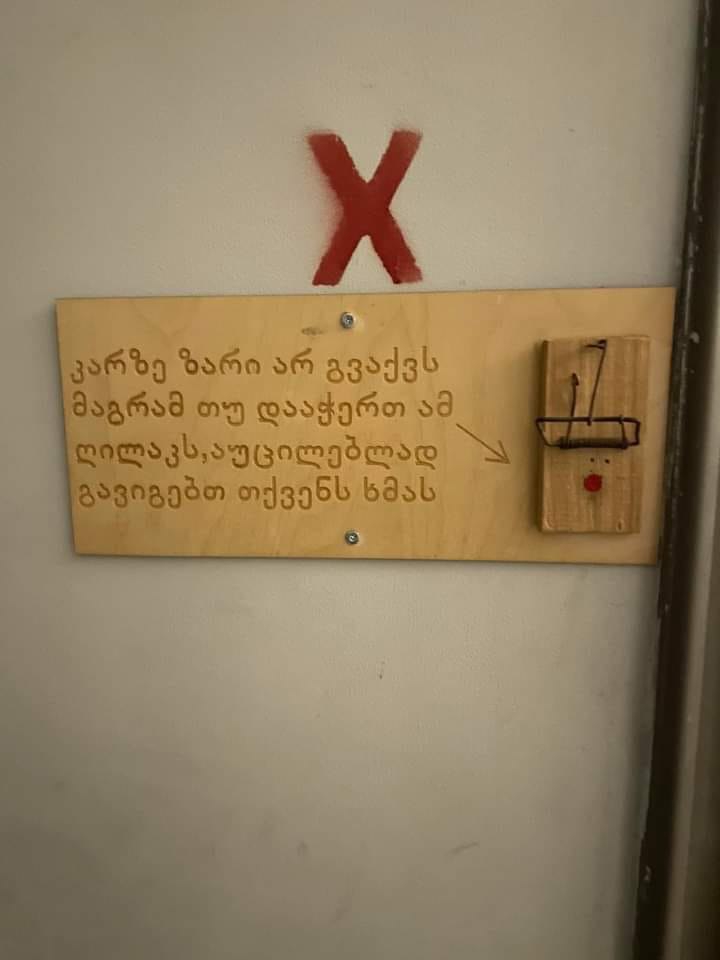 X
კარზე ზარი არ გვაქვს
მაგრამ თუ დააჭერთ ამ
ღილაკს,აუცილებლად
გავიგებთ თქვენს ხმას